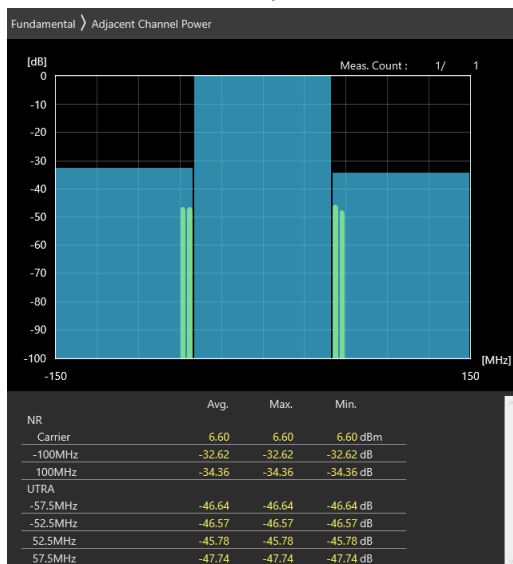 Fundamental 〉 Adjacent Channel Power
[dB]
Meas. Count : 1/ 1
0
-10
-20
-30
-40
-50
-60
-70
-80
-90
-100
[MHz]
-150 150
Avg. Max. Min.
NR
Carrier 6.60 6.60 6.60 dBm
-100MHz -32.62 -32.62 -32.62 dB
100MHz -34.36 -34.36 -34.36 dB
UTRA
-57.5MHz -46.64 -46.64 -46.64 dB
-52.5MHz -46.57 -46.57 -46.57 dB
52.5MHz -45.78 -45.78 -45.78 dB
57.5MHz -47.74 -47.74 -47.74 dB